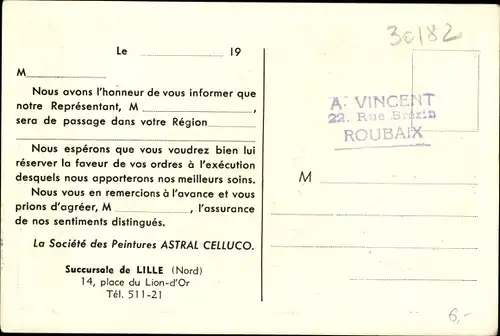 Le 19
M
Nous avons l'honneur de vous informer que
notre Représentant, M ,
sera de passage dans votre Région
Nous espérons que vous voudrez bien lui
réserver la faveur de vos ordres à l'exécution
desquels nous apporterons nos meilleurs soins.
Nous vous en remercions à l'avance et vous
prions d'agréer, M , l'assurance
de nos sentiments distingués.
La Société des Peintures ASTRAL CELLUCO.
Succursale de LILLE (Nord)
14, place du Lion-d'Or
Tél. 511-21
30182
A. VINCENT
22, Rue
ROUBAIX
M
6,-